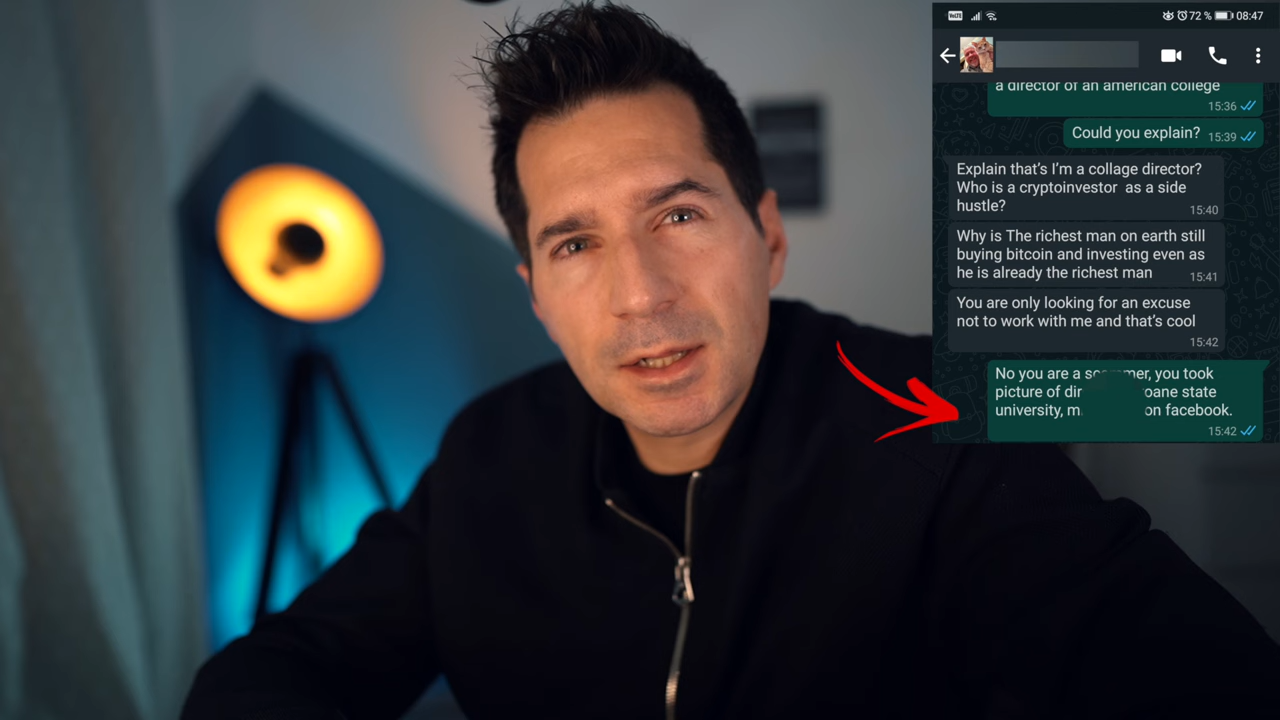 VoLTE
72 % 08:47
a director of an american college
15:36
Could you explain? 15:39
Explain that's I'm a collage director?
Who is a cryptoinvestor as a side
hustle?
15:40
Why is The richest man on earth still
buying bitcoin and investing even as
he is already the richest man 15:41
You are only looking for an excuse
not to work with me and that's cool
15:42
No you are a you took
picture of state
university, on facebook.
15:42